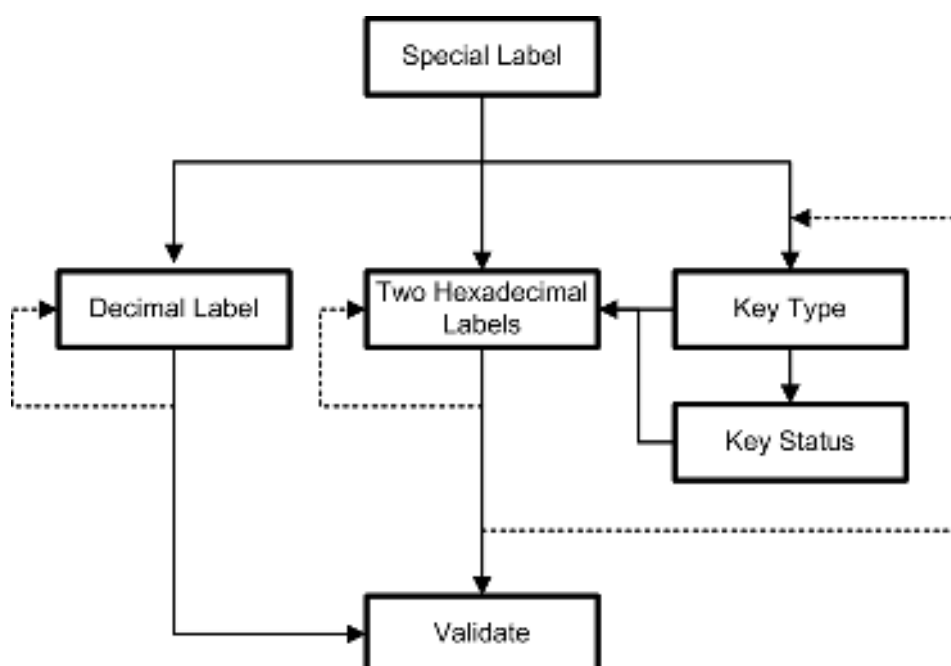 Special Label
Decimal Label
Two Hexadecimal
Labels
Key Type
Key Status
Validate